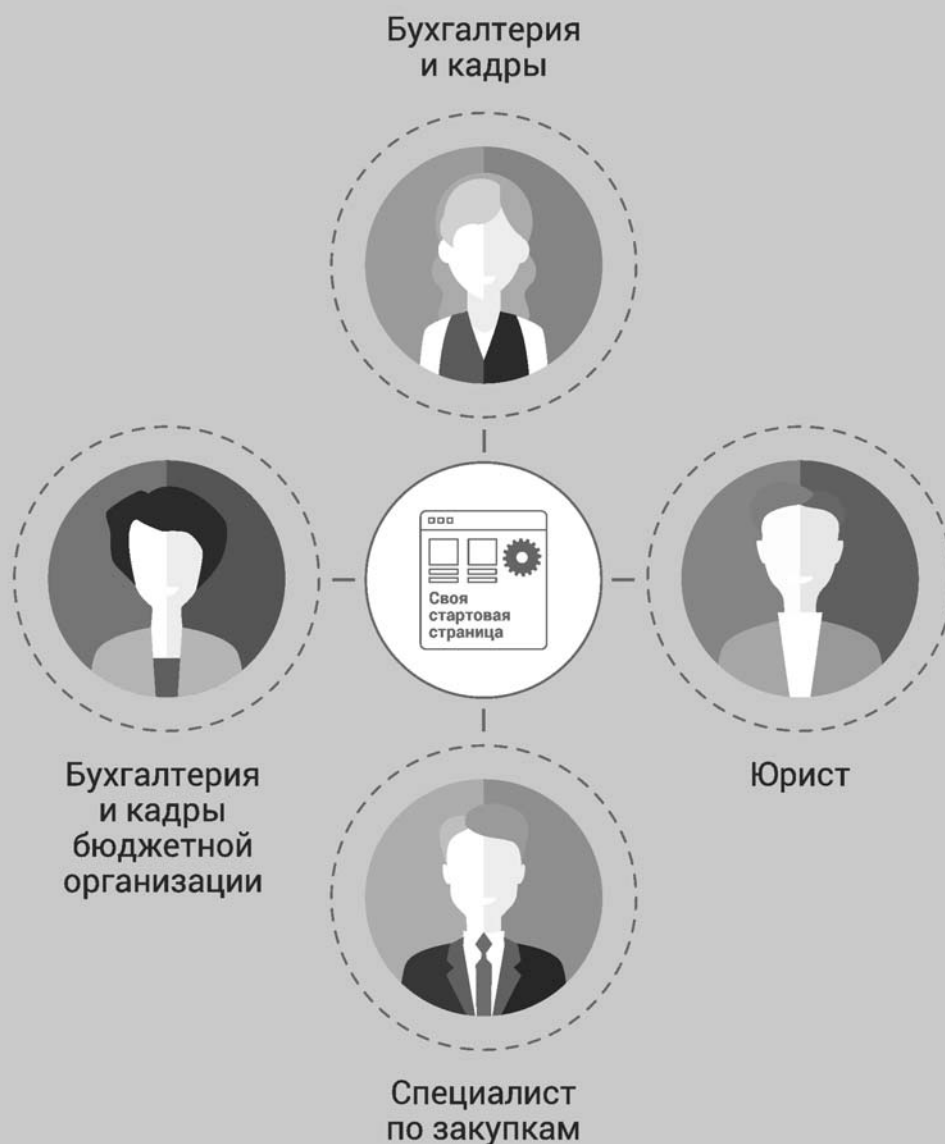 Бухгалтерия
и кадры
Своя
стартовая
страница
Бухгалтерия
и кадры
бюджетной
организации
Юрист
Специалист
по закупкам